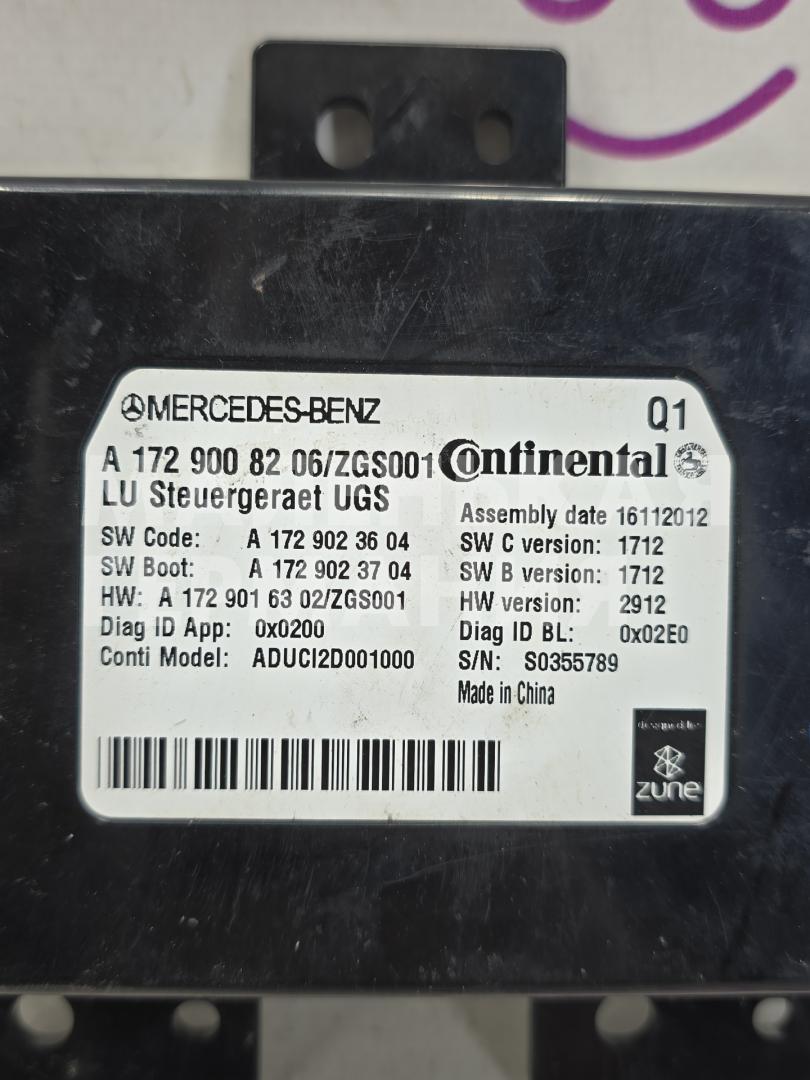 MERCEDES-BENZ
Q1
A 172 900 82 06/ZGS001
Continental
LU Steuergeraet UGS
Assembly date 16112012
SW Code: A 172 902 36 04
SW C version: 1712
SW Boot: A 172 902 37 04
SW B version: 1712
HW: A 172 901 63 02/ZGS001
HW version: 2912
Diag ID App: 0x0200
Diag ID BL: 0x02E0
Conti Model: ADUCI2D001000
S/N: S0355789
Made in China
designed for
zune